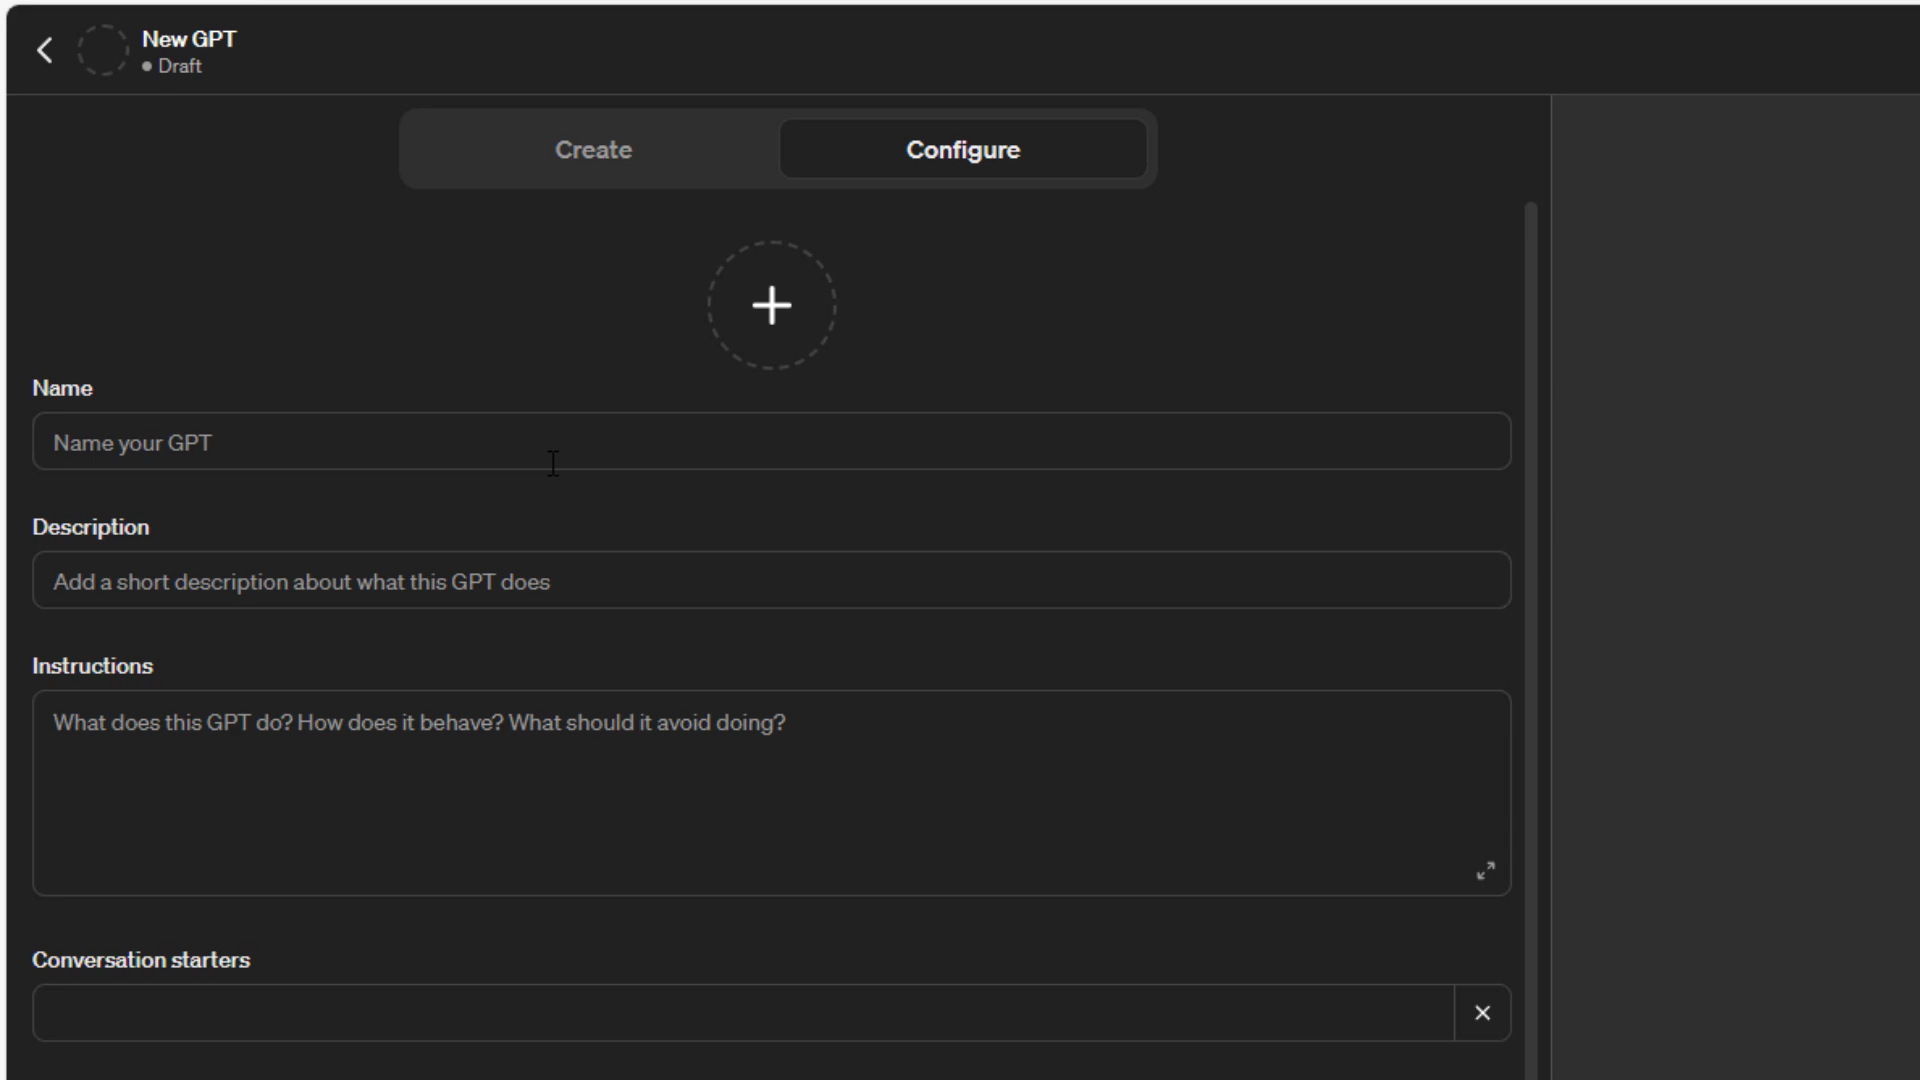 New GPT
Draft
Create
Configure
Name
Name your GPT
Description
Add a short description about what this GPT does
Instructions
What does this GPT do? How does it behave? What should it avoid doing?
Conversation starters